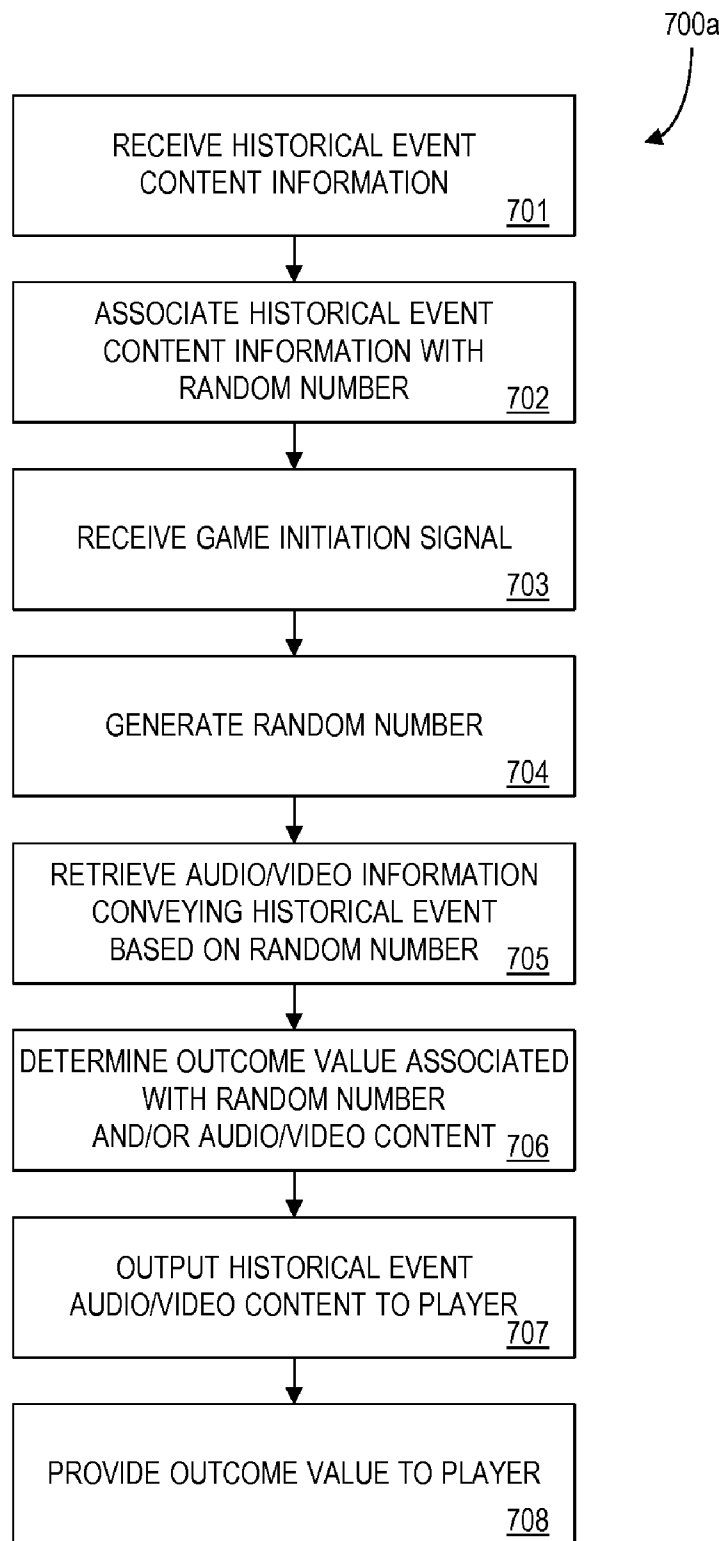 700a
RECEIVE HISTORICAL EVENT
CONTENT INFORMATION
701
ASSOCIATE HISTORICAL EVENT
CONTENT INFORMATION WITH
RANDOM NUMBER
702
RECEIVE GAME INITIATION SIGNAL
703
GENERATE RANDOM NUMBER
704
RETRIEVE AUDIO/VIDEO INFORMATION
CONVEYING HISTORICAL EVENT
BASED ON RANDOM NUMBER
705
DETERMINE OUTCOME VALUE ASSOCIATED
WITH RANDOM NUMBER
AND/OR AUDIO/VIDEO CONTENT
706
OUTPUT HISTORICAL EVENT
AUDIO/VIDEO CONTENT TO PLAYER
707
PROVIDE OUTCOME VALUE TO PLAYER
708